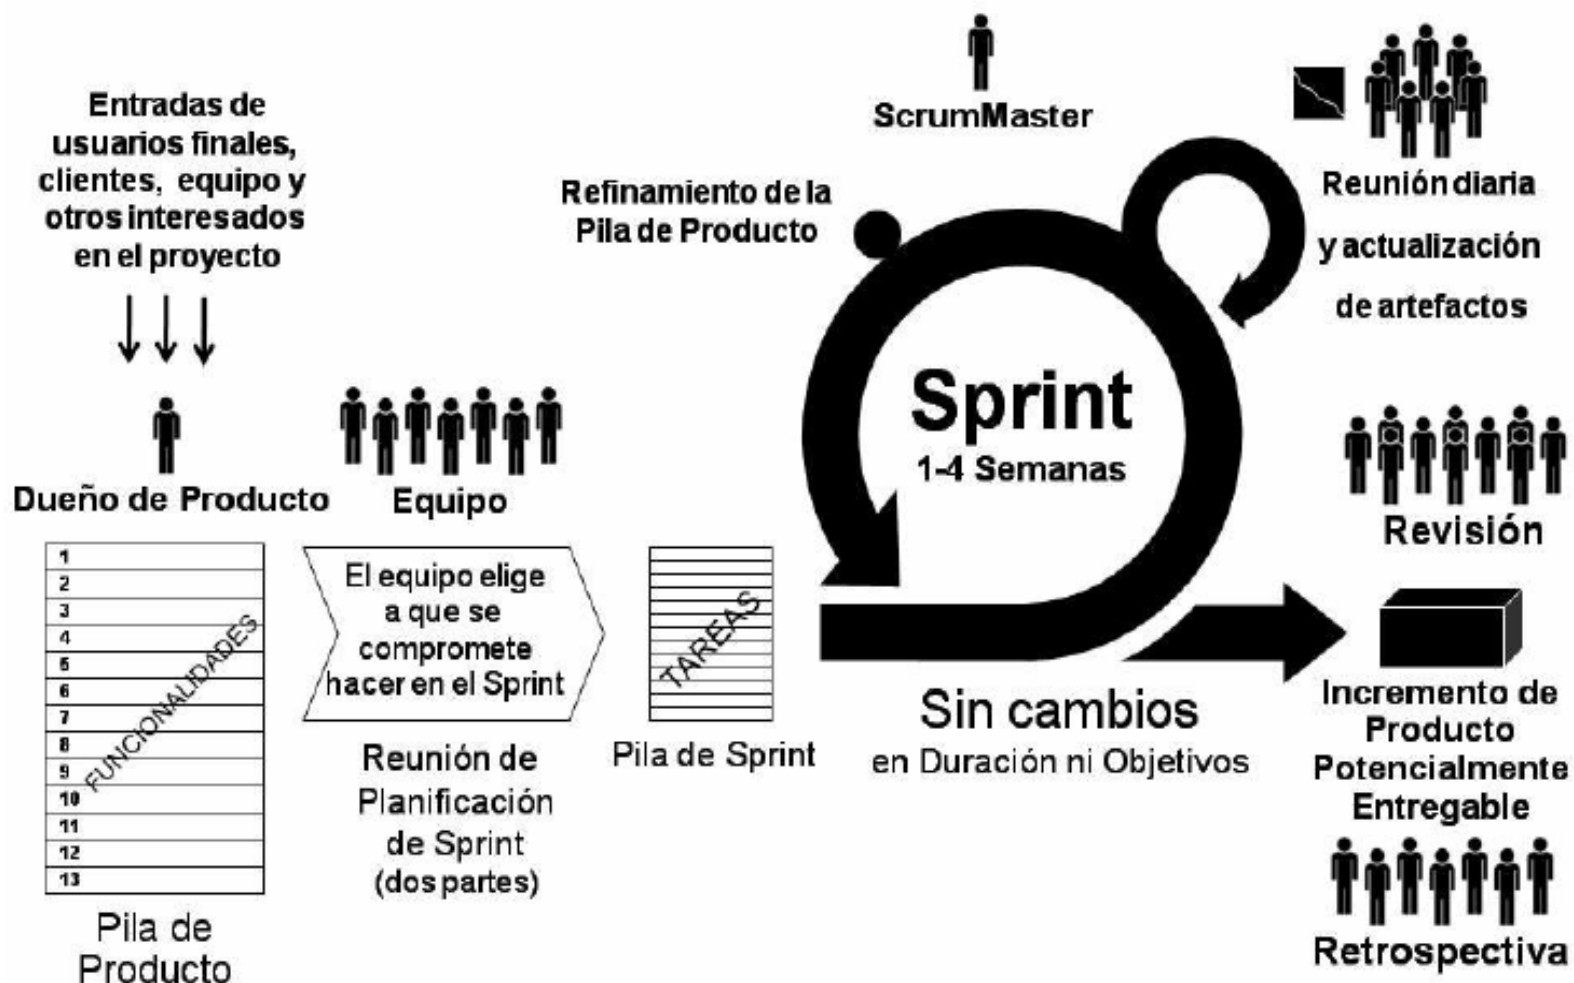 Entradas de
usuarios finales,
clientes, equipo y
otros interesados
en el proyecto
Dueño de Producto
1
2
3
4
5
6
7
8
9
10
11
12
13
FUNCIONALIDADES
Pila de
Producto
Equipo
El equipo elige
a que se
compromete
hacer en el Sprint
Reunión de
Planificación
de Sprint
(dos partes)
TAREAS
Pila de Sprint
Refinamiento de la
Pila de Producto
ScrumMaster
Sprint
1-4 Semanas
Sin cambios
en Duración ni Objetivos
Reunión diaria
y actualización
de artefactos
Revisión
Incremento de
Producto
Potencialmente
Entregable
Retrospectiva